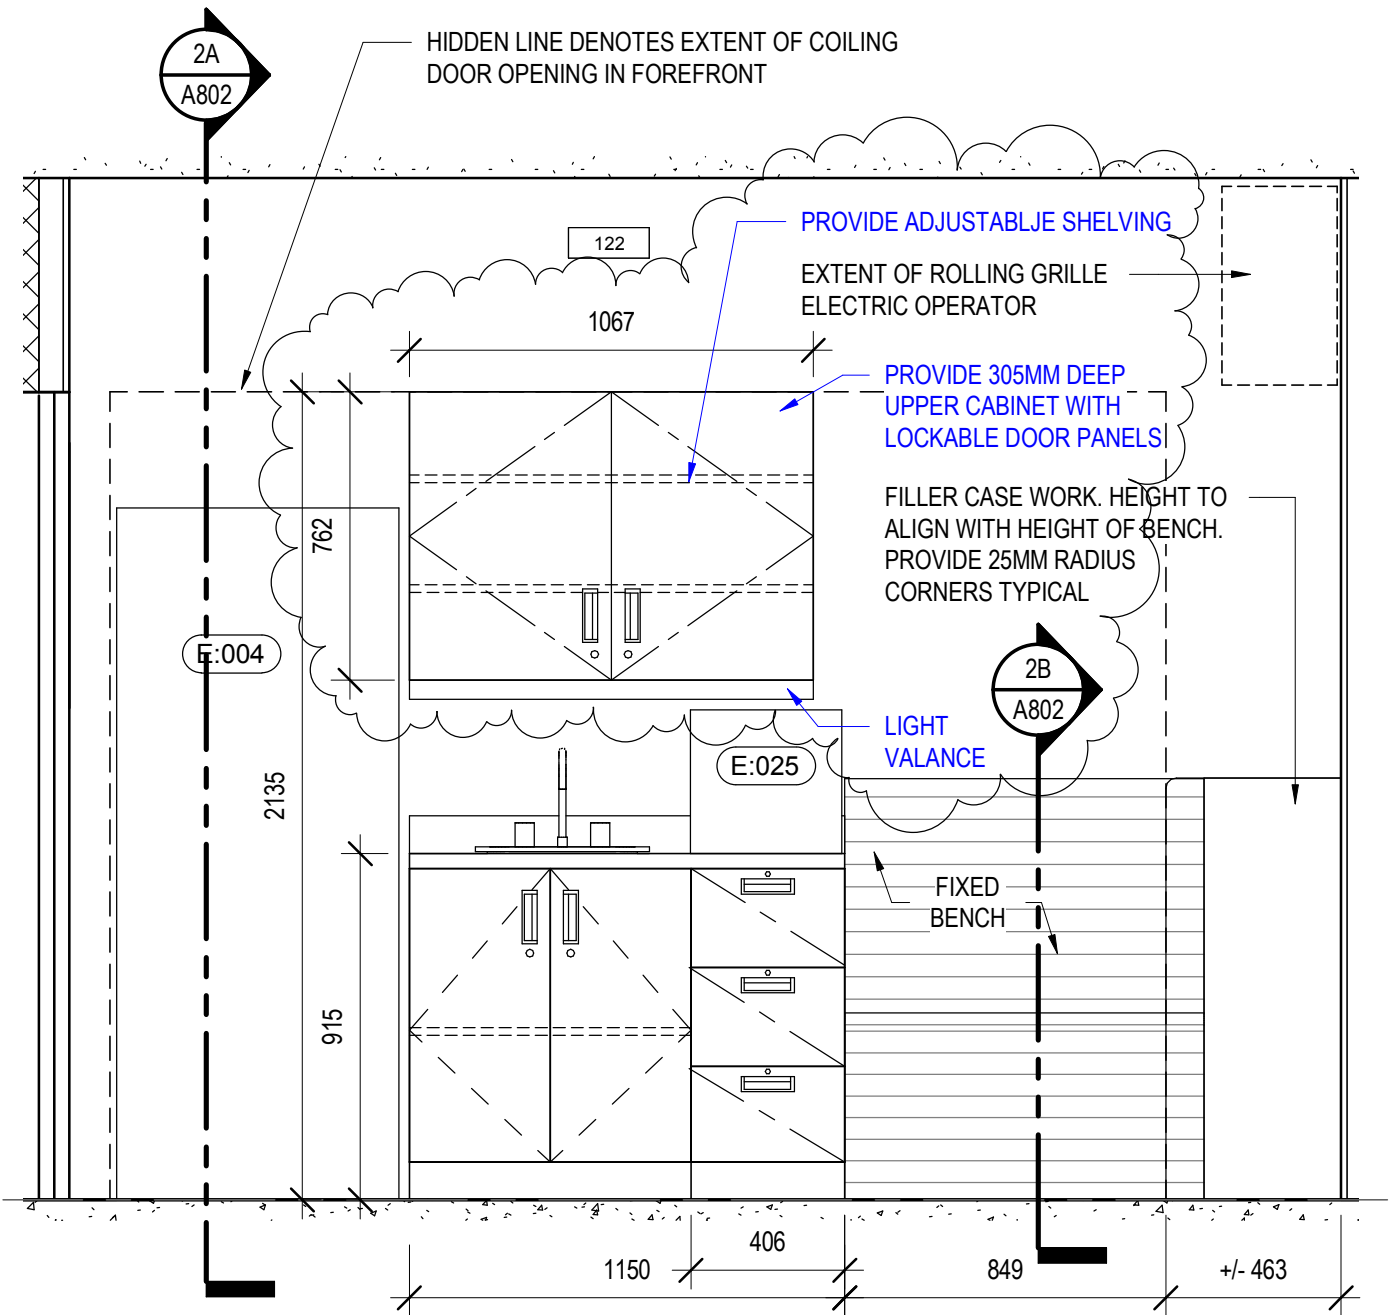 2A
A802
HIDDEN LINE DENOTES EXTENT OF COILING
DOOR OPENING IN FOREFRONT
122
PROVIDE ADJUSTABLJE SHELVING
EXTENT OF ROLLING GRILLE
ELECTRIC OPERATOR
1067
PROVIDE 305MM DEEP
UPPER CABINET WITH
LOCKABLE DOOR PANELS
FILLER CASE WORK. HEIGHT TO
ALIGN WITH HEIGHT OF BENCH.
PROVIDE 25MM RADIUS
CORNERS TYPICAL
762
E:004
2B
A802
LIGHT
VALANCE
E:025
2135
FIXED
BENCH
915
406
1150
849
+/- 463